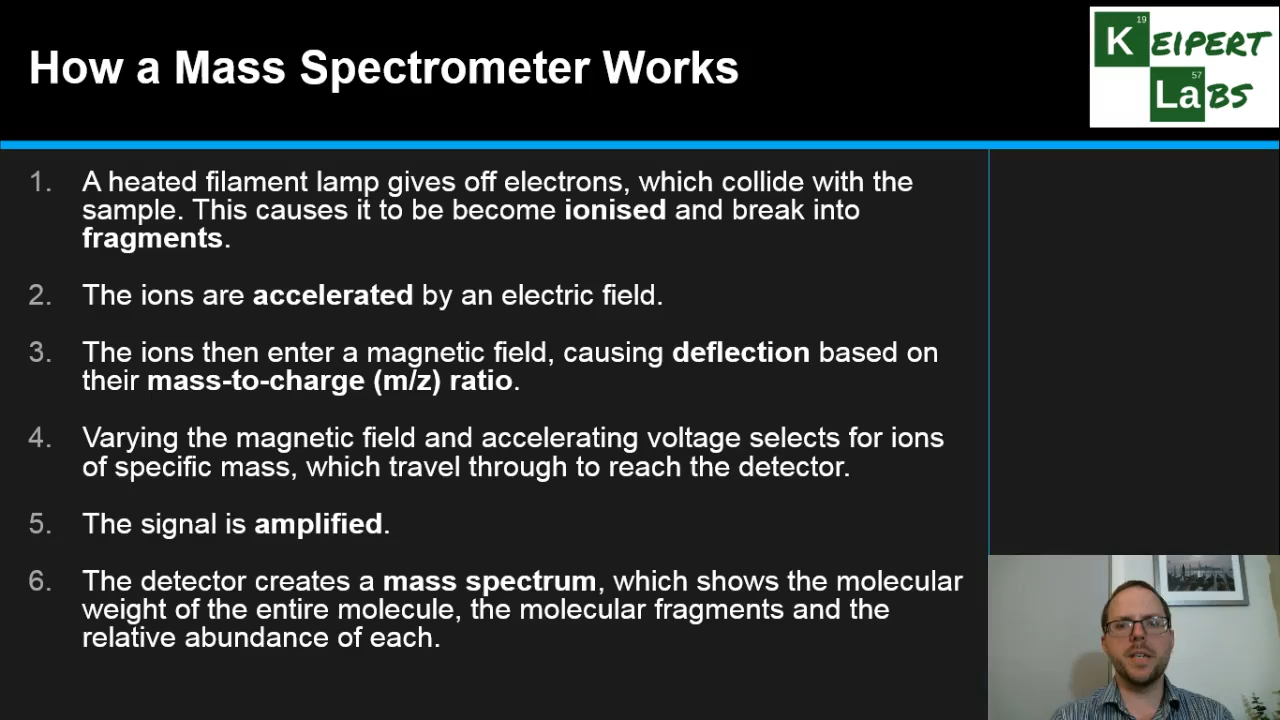 How a Mass Spectrometer Works
19
KEIPERT
57
LaBS
1. A heated filament lamp gives off electrons, which collide with the
sample. This causes it to be become ionised and break into
fragments.
2. The ions are accelerated by an electric field.
3. The ions then enter a magnetic field, causing deflection based on
their mass-to-charge (m/z) ratio.
4. Varying the magnetic field and accelerating voltage selects for ions
of specific mass, which travel through to reach the detector.
5. The signal is amplified.
6. The detector creates a mass spectrum, which shows the molecular
weight of the entire molecule, the molecular fragments and the
relative abundance of each.